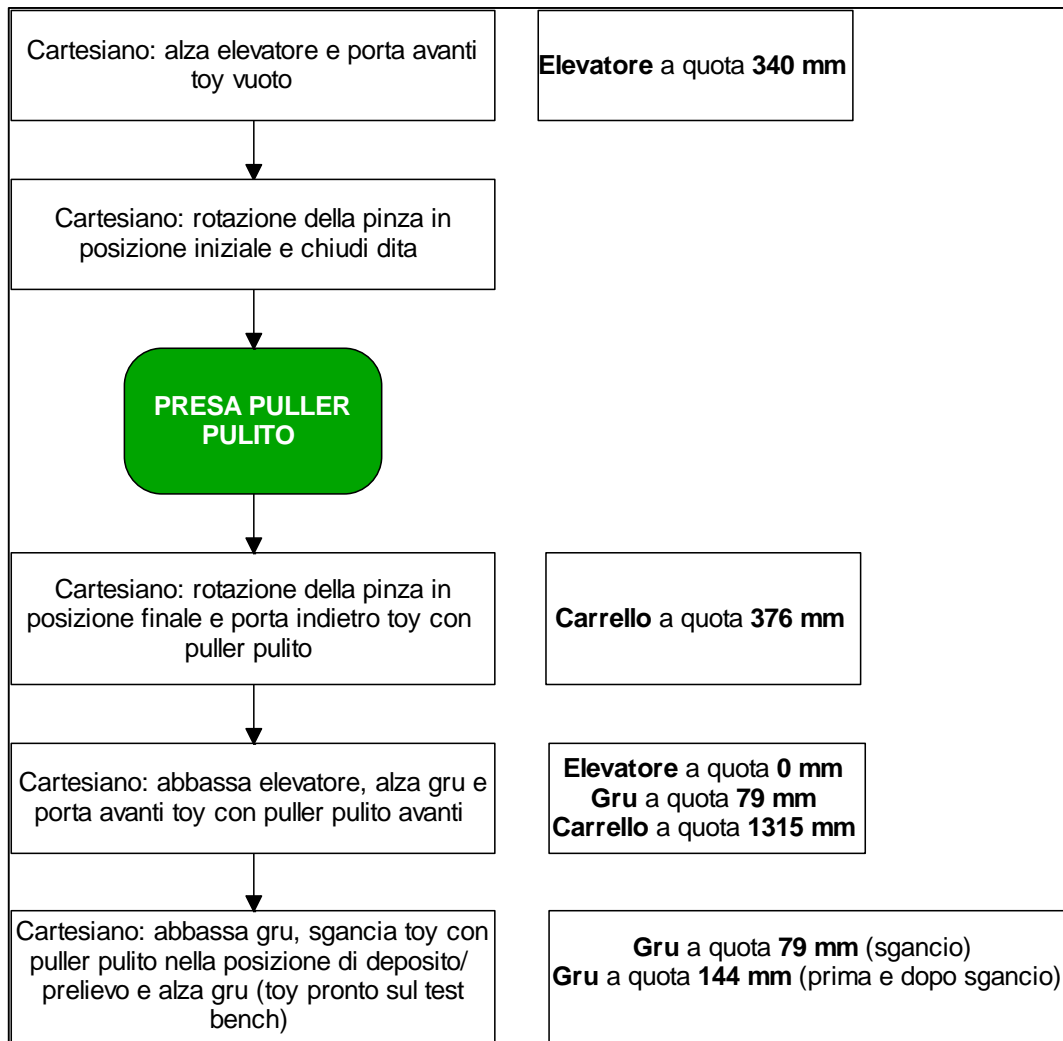 Cartesiano: alza elevatore e porta avanti
toy vuoto
Elevatore a quota 340 mm
Cartesiano: rotazione della pinza in
posizione iniziale e chiudi dita
PRESA PULLER
PULITO
Cartesiano: rotazione della pinza in
posizione finale e porta indietro toy con
puller pulito
Carrello a quota 376 mm
Cartesiano: abbassa elevatore, alza gru e
porta avanti toy con puller pulito avanti
Elevatore a quota 0 mm
Gru a quota 79 mm
Carrello a quota 1315 mm
Cartesiano: abbassa gru, sgancia toy con
puller pulito nella posizione di deposito/
prelievo e alza gru (toy pronto sul test
bench)
Gru a quota 79 mm (sgancio)
Gru a quota 144 mm (prima e dopo sgancio)